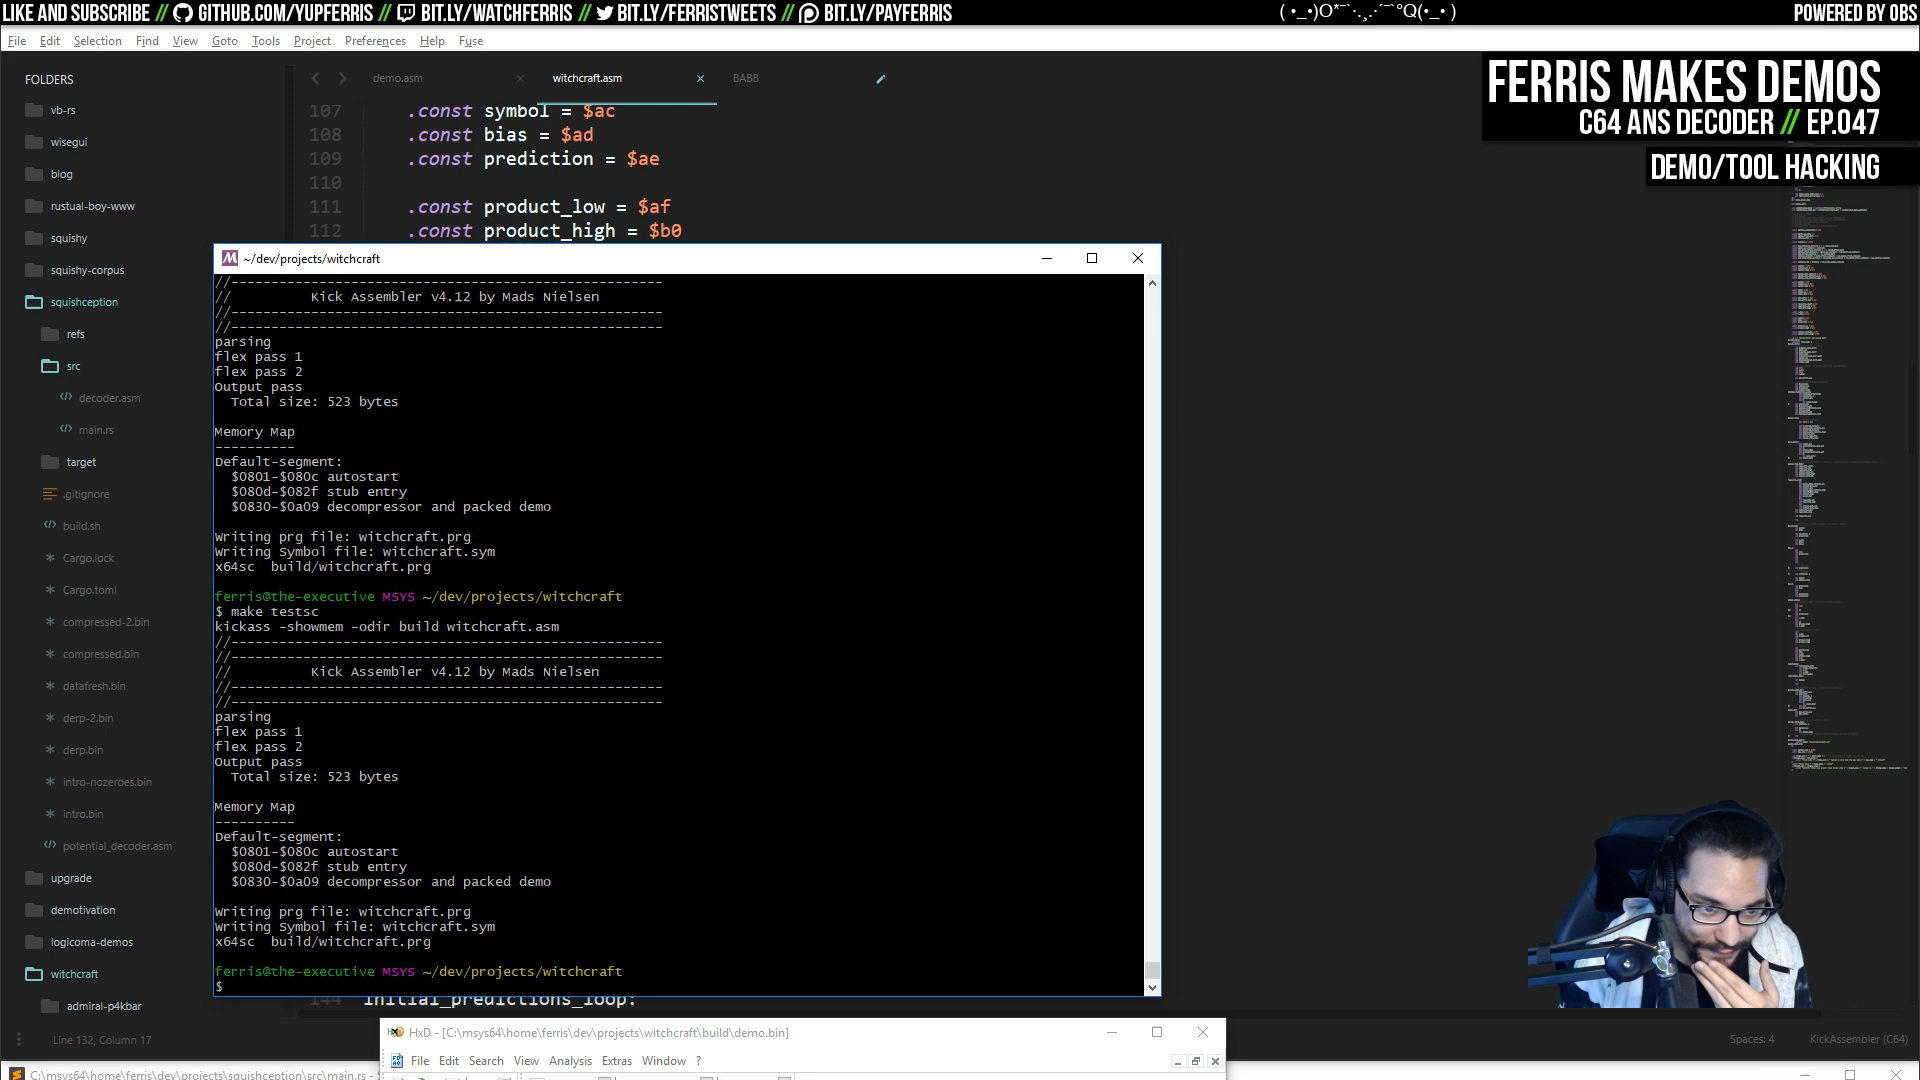 LIKE AND SUBSCRIBE // GITHUB.COM/YUPFERRIS // BIT.LY/WATCHFERRIS // BIT.LY/FERRISTWEETS // BIT.LY/PAYFERRIS
POWERED BY OBS
File Edit Selection Find View Goto Tools Project Preferences Help Fuse
FERRIS MAKES DEMOS
C64 ANS DECODER // EP.047
DEMO/TOOL HACKING
FOLDERS
vb-rs
wisegui
blog
rustual-boy-www
squishy
squishy-corpus
squishception
refs
src
decoder.asm
main.rs
target
.gitignore
build.sh
Cargo.lock
Cargo.toml
compressed-2.bin
compressed.bin
datafresh.bin
derp-2.bin
derp.bin
intro-nozeroes.bin
intro.bin
potential_decoder.asm
upgrade
demotivation
logicoma-demos
witchcraft
admiral-p4kbar
demo.asm witchcraft.asm BABB
107 .const symbol = $ac
108 .const bias = $ad
109 .const prediction = $ae
110
111 .const product_low = $af
112 .const product_high = $b0
~/dev/projects/witchcraft
//------------------------------------------------------
// Kick Assembler v4.12 by Mads Nielsen
//------------------------------------------------------
//------------------------------------------------------
parsing
flex pass 1
flex pass 2
Output pass
Total size: 523 bytes
Memory Map
----------
Default-segment:
$0801-$080c autostart
$080d-$082f stub entry
$0830-$0a09 decompressor and packed demo
Writing prg file: witchcraft.prg
Writing Symbol file: witchcraft.sym
x64sc build/witchcraft.prg
ferris@the-executive MSYS ~/dev/projects/witchcraft
$ make testsc
kickass -showmem -odir build witchcraft.asm
//------------------------------------------------------
//------------------------------------------------------
// Kick Assembler v4.12 by Mads Nielsen
//------------------------------------------------------
//------------------------------------------------------
parsing
flex pass 1
flex pass 2
Output pass
Total size: 523 bytes
Memory Map
----------
Default-segment:
$0801-$080c autostart
$080d-$082f stub entry
$0830-$0a09 decompressor and packed demo
Writing prg file: witchcraft.prg
Writing Symbol file: witchcraft.sym
x64sc build/witchcraft.prg
ferris@the-executive MSYS ~/dev/projects/witchcraft
$
144 initial_predictions_loop:
Line 132, Column 17
Spaces: 4 KickAssembler (C64)
HxD - [C:\msys64\home\ferris\dev\projects\witchcraft\build\demo.bin]
File Edit Search View Analysis Extras Window ?
C:\msys64\home\ferris\dev\projects\squishception\src\main.rs -